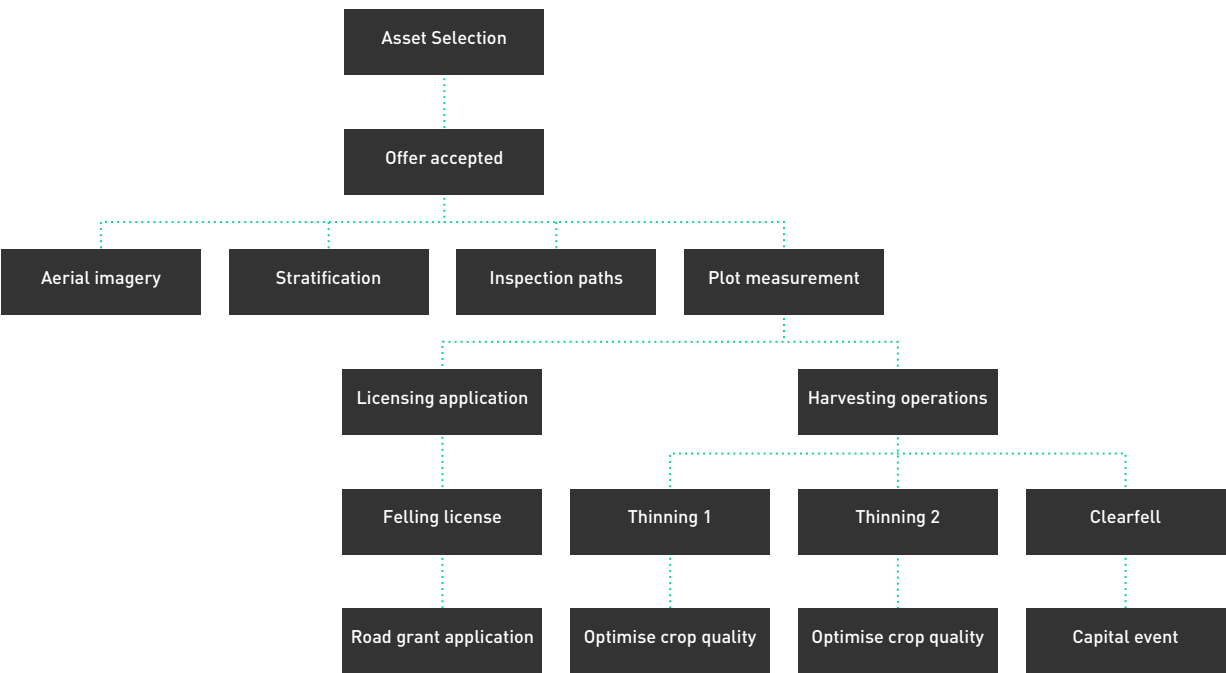 Asset Selection
Offer accepted
Aerial imagery
Stratification
Inspection paths
Plot measurement
Licensing application
Harvesting operations
Felling license
Thinning 1
Thinning 2
Clearfell
Road grant application
Optimise crop quality
Optimise crop quality
Capital event